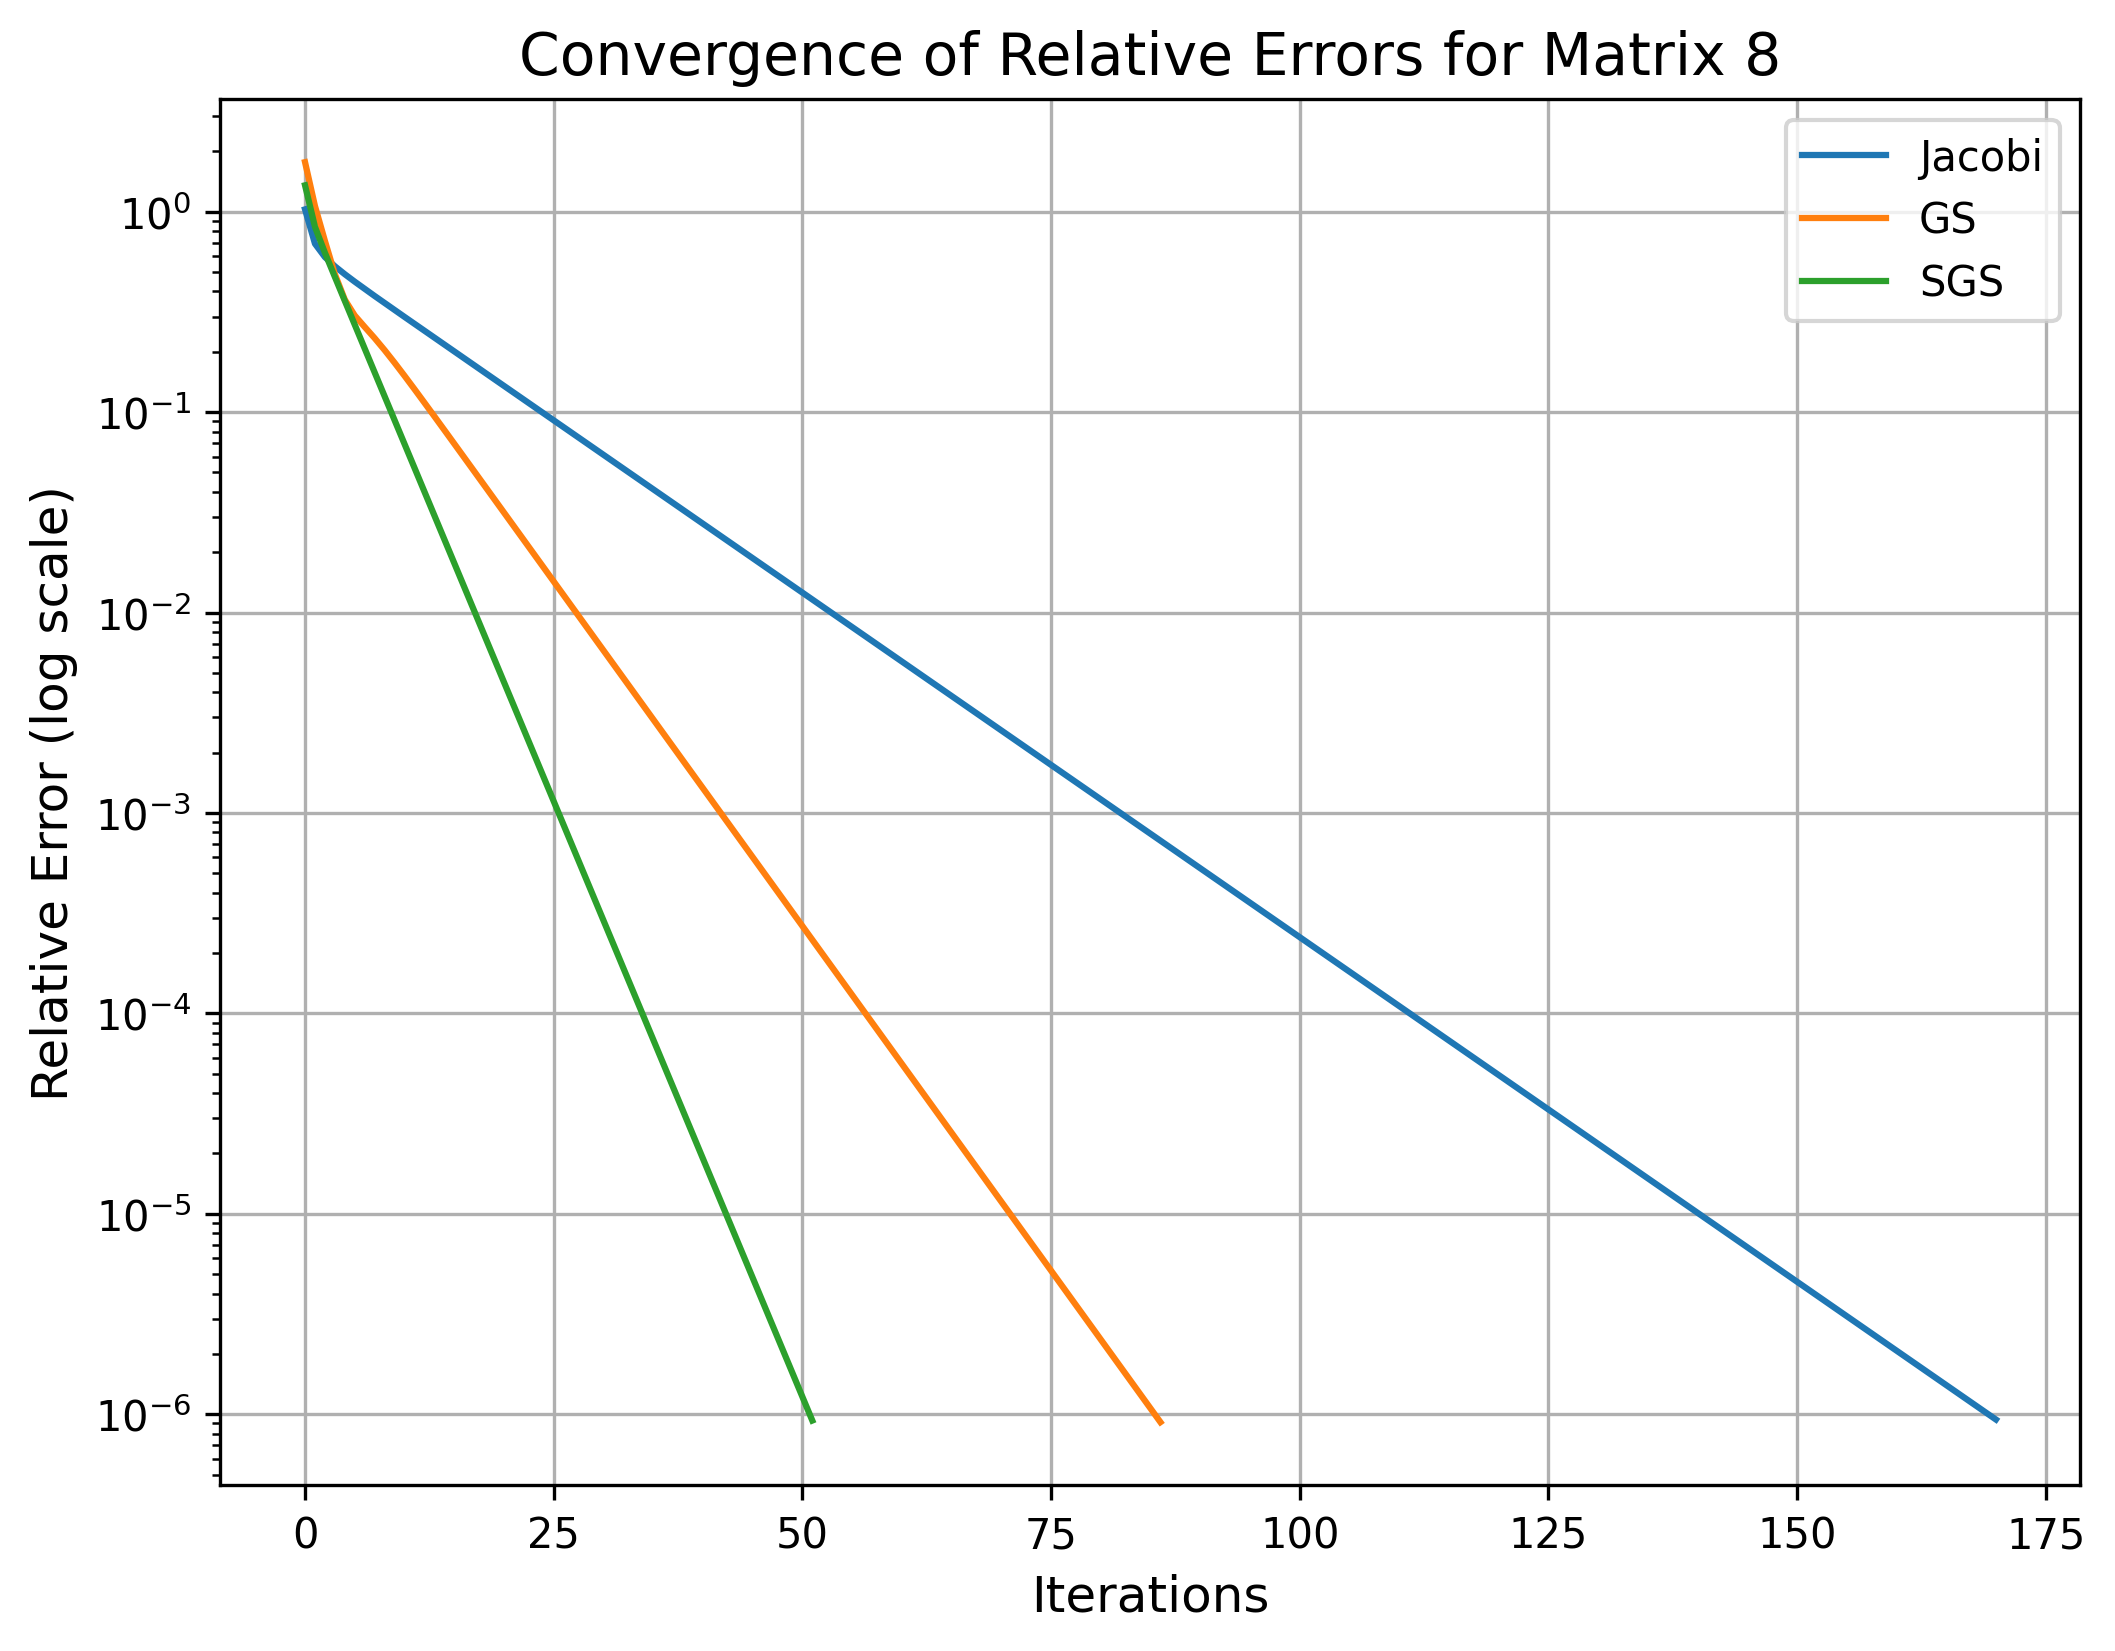 Convergence of Relative Errors for Matrix 8
Jacobi
GS
SGS
Relative Error (log scale)
10⁰
10⁻¹
10⁻²
10⁻³
10⁻⁴
10⁻⁵
10⁻⁶
0 25 50 75 100 125 150 175
Iterations